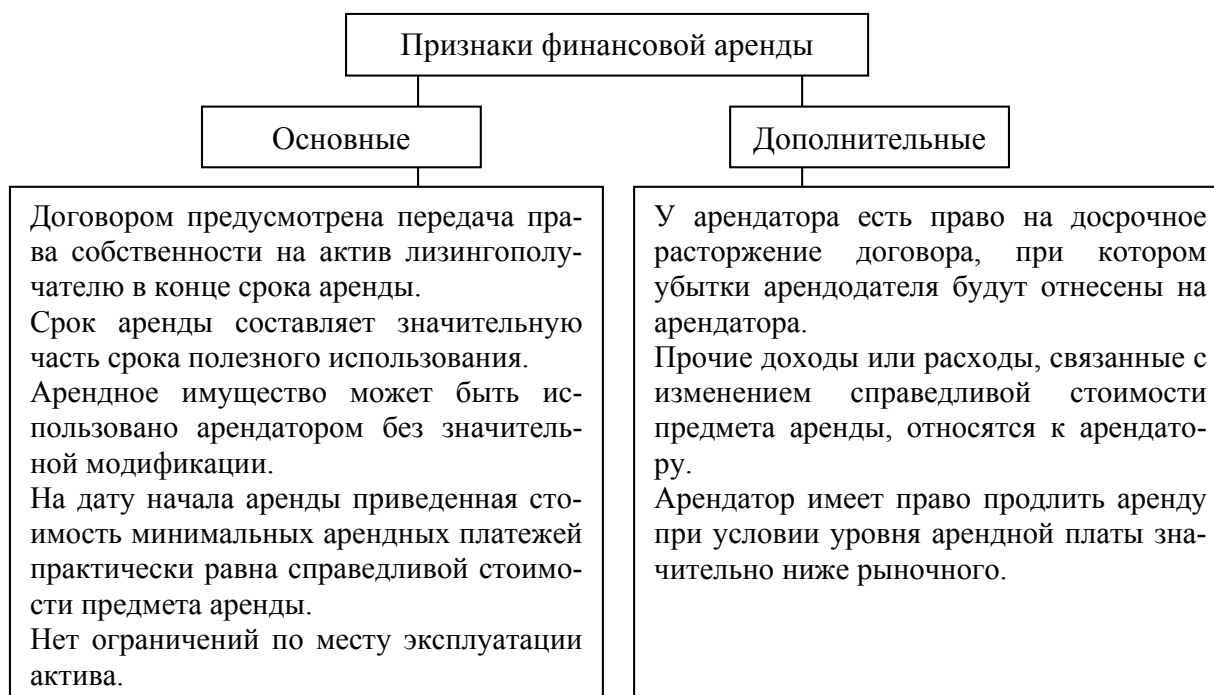 Признаки финансовой аренды
Основные
Дополнительные
Договором предусмотрена передача пра-
ва собственности на актив лизингополу-
чателю в конце срока аренды.
Срок аренды составляет значительную
часть срока полезного использования.
Арендное имущество может быть ис-
пользовано арендатором без значитель-
ной модификации.
На дату начала аренды приведенная сто-
имость минимальных арендных платежей
практически равна справедливой стоимо-
сти предмета аренды.
Нет ограничений по месту эксплуатации
актива.
У арендатора есть право на досрочное
расторжение договора, при котором
убытки арендодателя будут отнесены на
арендатора.
Прочие доходы или расходы, связанные с
изменением справедливой стоимости
предмета аренды, относятся к арендато-
ру.
Арендатор имеет право продлить аренду
при условии уровня арендной платы зна-
чительно ниже рыночного.